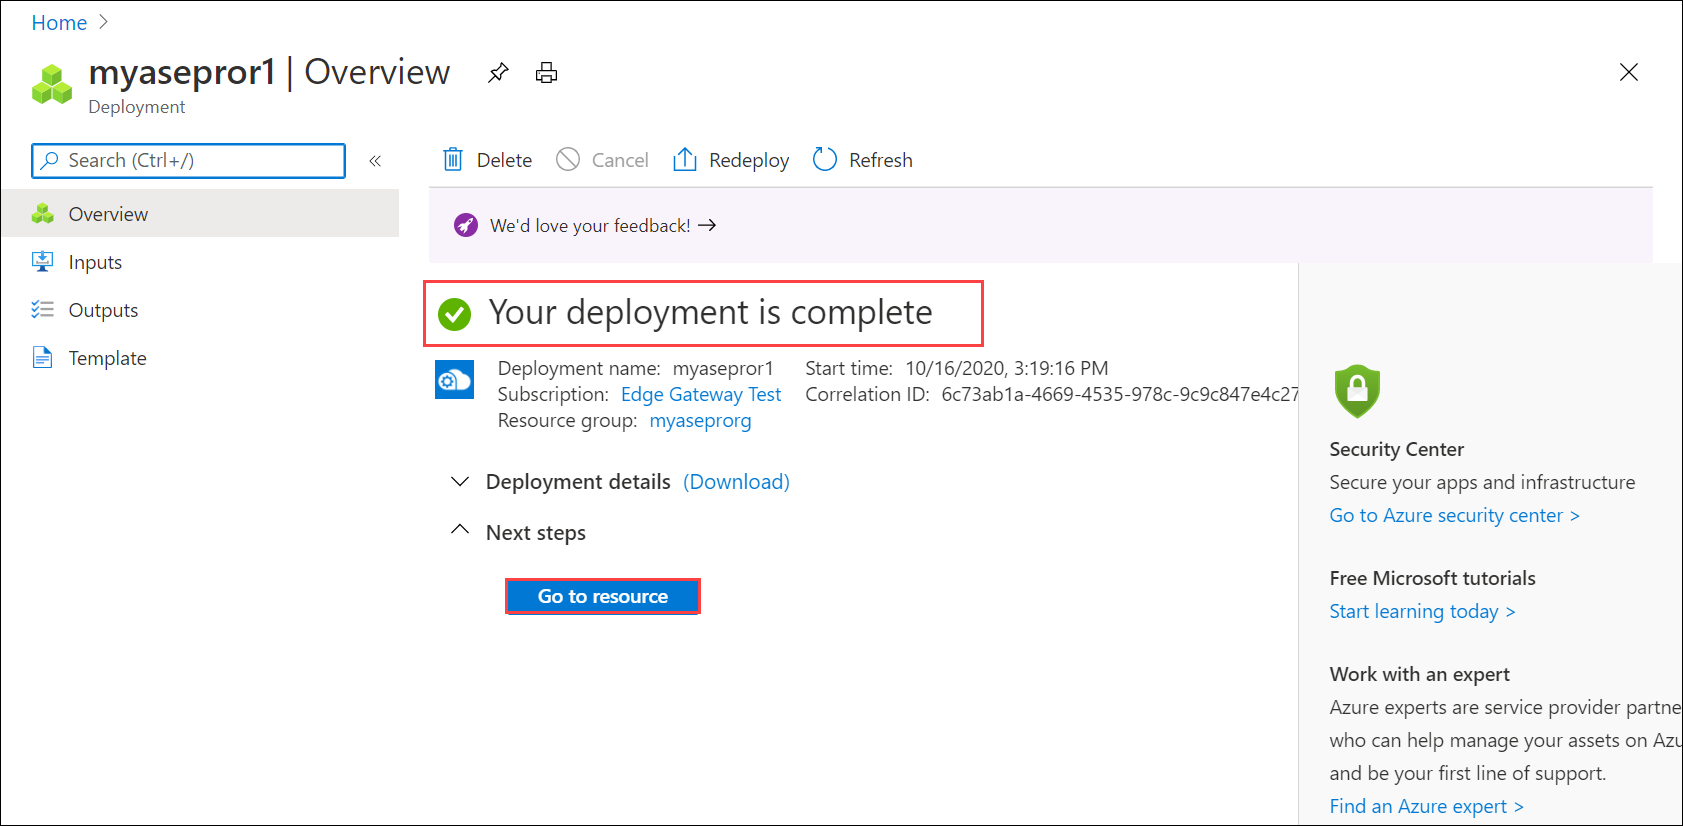 Home
myasepror1 | Overview
Deployment
Search (Ctrl+/)
«
Delete
Cancel
Redeploy
Refresh
Overview
Inputs
Outputs
Template
We'd love your feedback! →
Your deployment is complete
Deployment name: myasepror1
Subscription: Edge Gateway Test
Resource group: myaseprorg
Start time: 10/16/2020, 3:19:16 PM
Correlation ID: 6c73ab1a-4669-4535-978c-9c9c847e4c27
Deployment details (Download)
Next steps
Go to resource
Security Center
Secure your apps and infrastructure
Go to Azure security center >
Free Microsoft tutorials
Start learning today >
Work with an expert
Azure experts are service provider partne
who can help manage your assets on Azu
and be your first line of support.
Find an Azure expert >